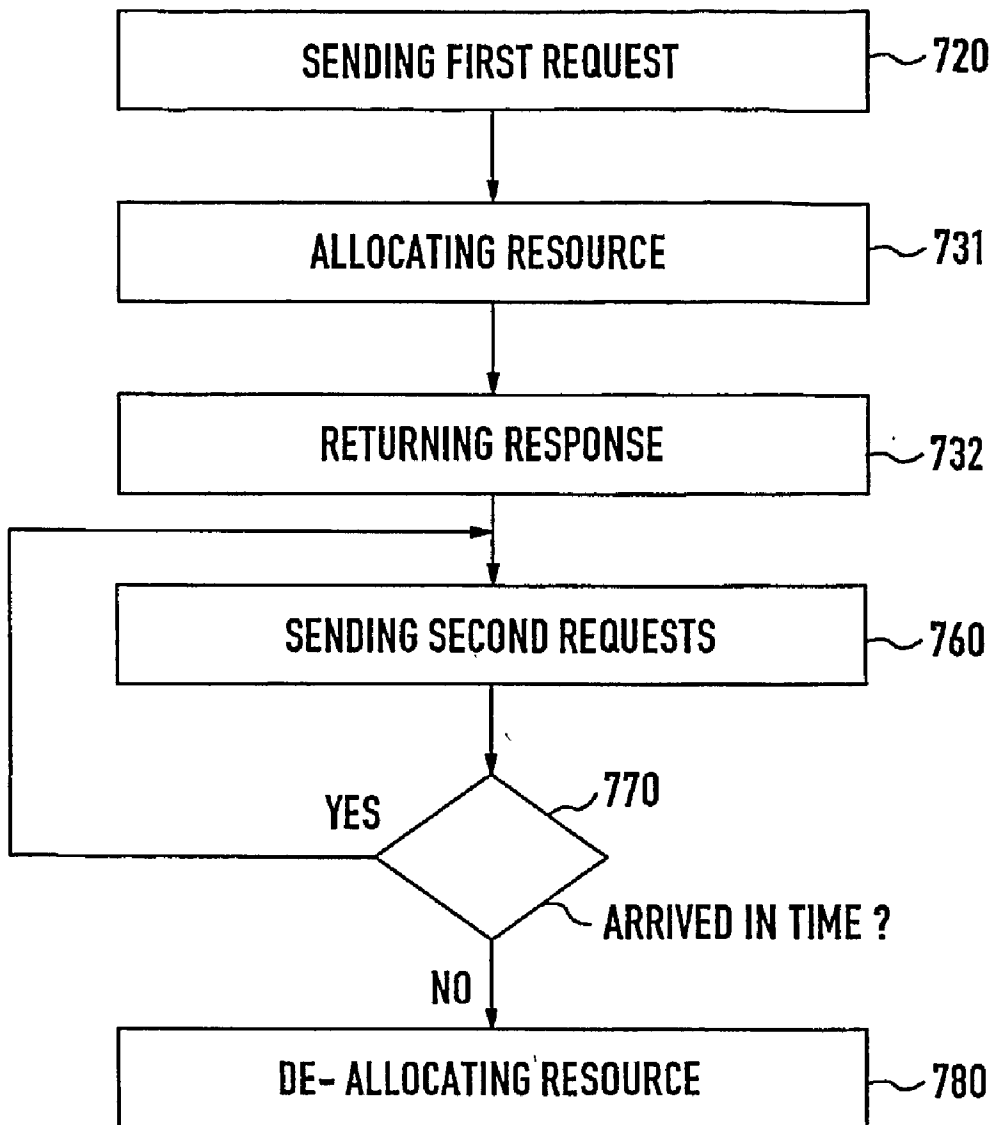 SENDING FIRST REQUEST
720
ALLOCATING RESOURCE
731
RETURNING RESPONSE
732
SENDING SECOND REQUESTS
760
770
YES
ARRIVED IN TIME ?
NO
DE- ALLOCATING RESOURCE
780